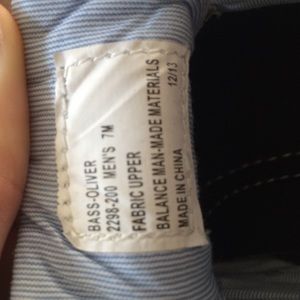 BASS-OLIVER
2298-200 MEN'S 7M
FABRIC UPPER
BALANCE MAN-MADE MATERIALS
MADE IN CHINA 12/13